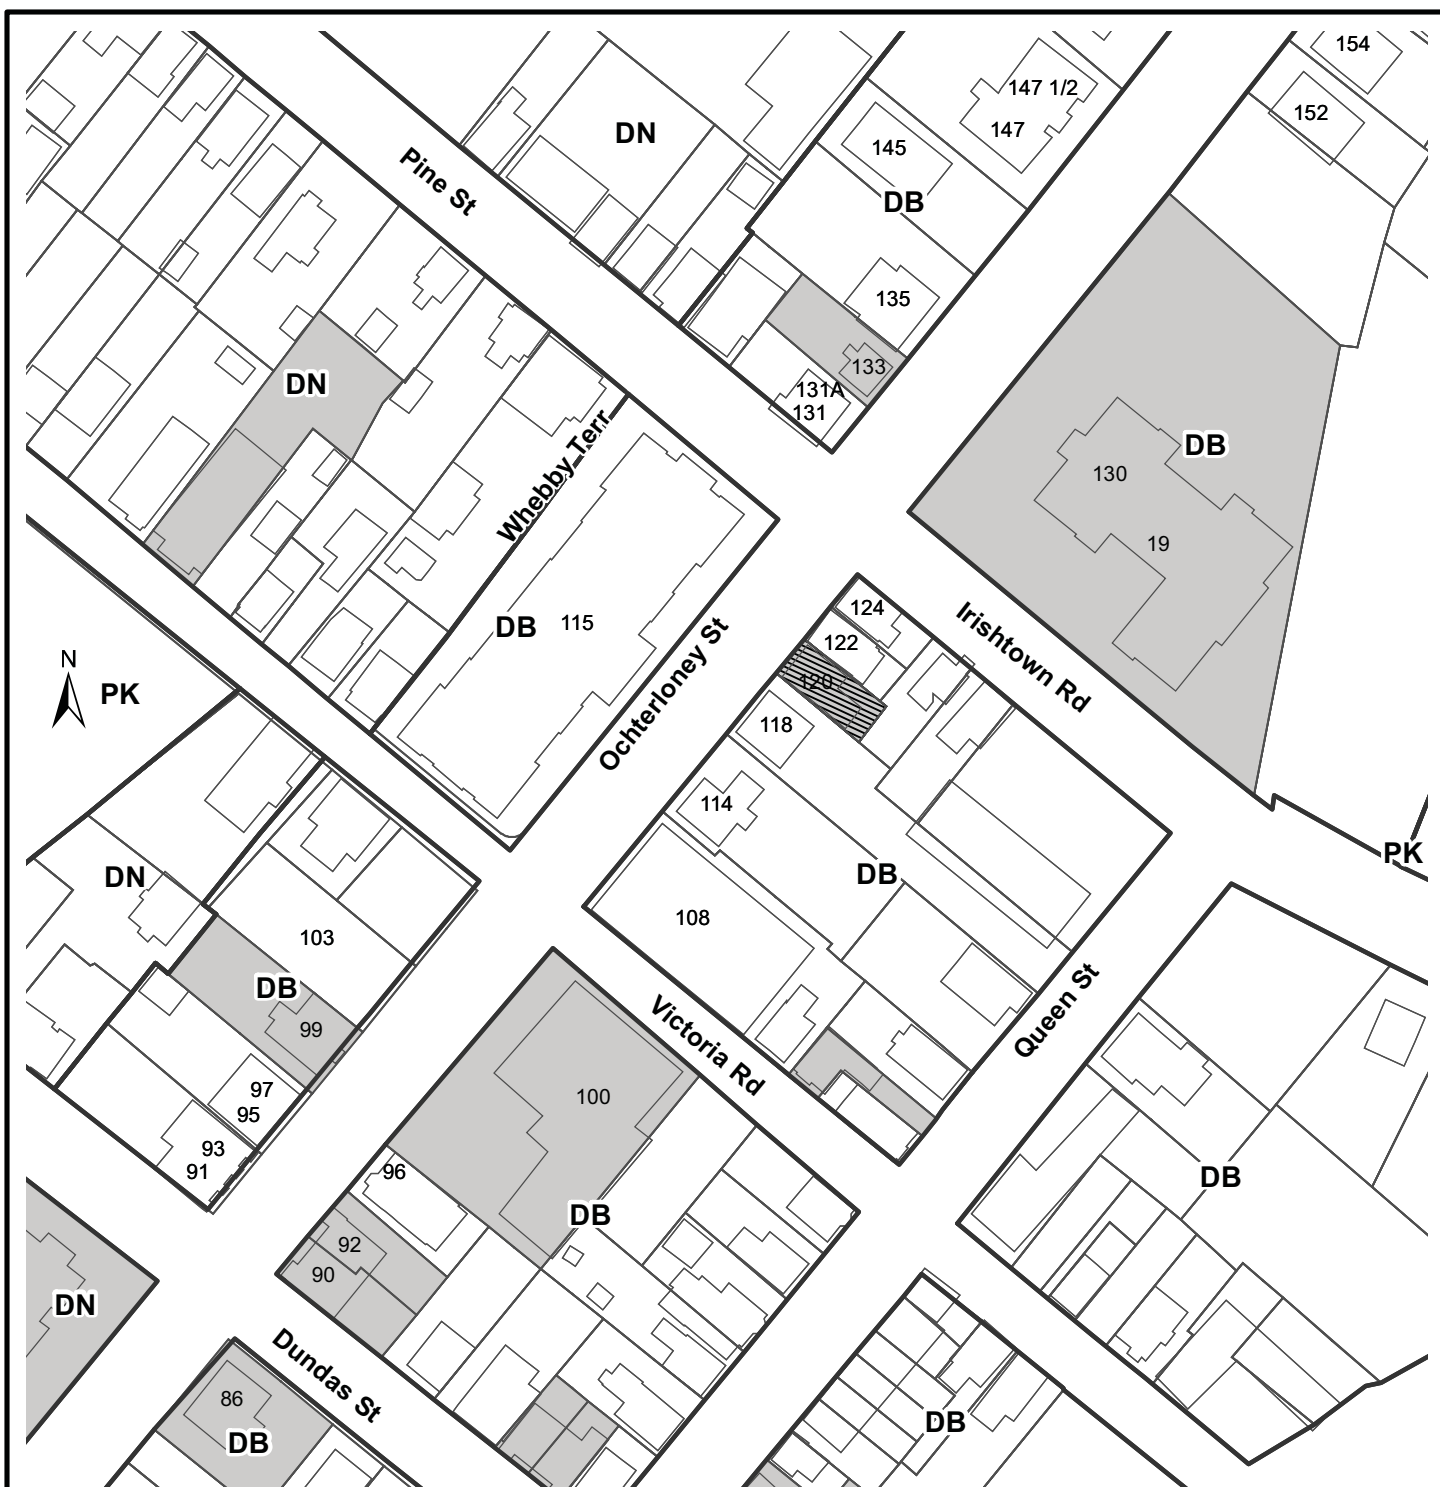 154
147 1/2
152
DN
147
145
Pine St
DB
135
133
DN
131A
131
DB
Whebby Terr
130
19
124
Irishtown Rd
DB
115
122
N
PK
120
Ochterloney St
118
114
PK
DN
DB
108
103
DB
Queen St
99
Victoria Rd
97
100
95
93
91
96
DB
DB
92
90
DN
Dundas St
86
DB
DB